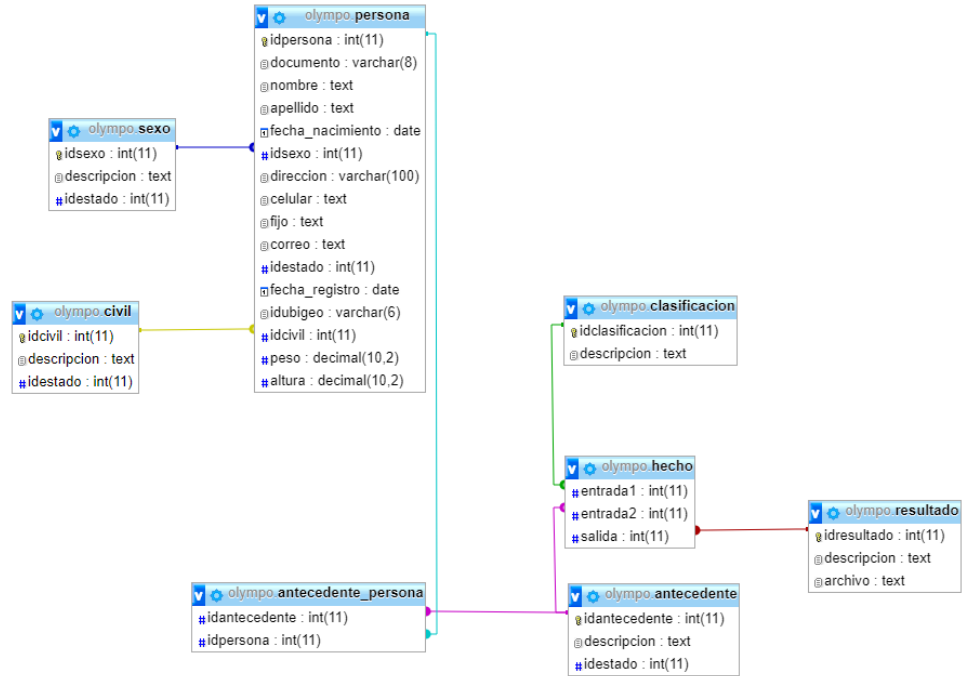 olympo.persona
idpersona : int(11)
documento : varchar(8)
nombre : text
apellido : text
fecha_nacimiento : date
idsexo : int(11)
direccion : varchar(100)
celular : text
fijo : text
correo : text
idestado : int(11)
fecha_registro : date
idubigeo : varchar(6)
idcivil : int(11)
peso : decimal(10,2)
altura : decimal(10,2)
olympo.sexo
idsexo : int(11)
descripcion : text
idestado : int(11)
olympo.civil
idcivil : int(11)
descripcion : text
idestado : int(11)
olympo.clasificacion
idclasificacion : int(11)
descripcion : text
olympo.hecho
entrada1 : int(11)
entrada2 : int(11)
salida : int(11)
olympo.resultado
idresultado : int(11)
descripcion : text
archivo : text
olympo.antecedente_persona
idantecedente : int(11)
idpersona : int(11)
olympo.antecedente
idantecedente : int(11)
descripcion : text
idestado : int(11)